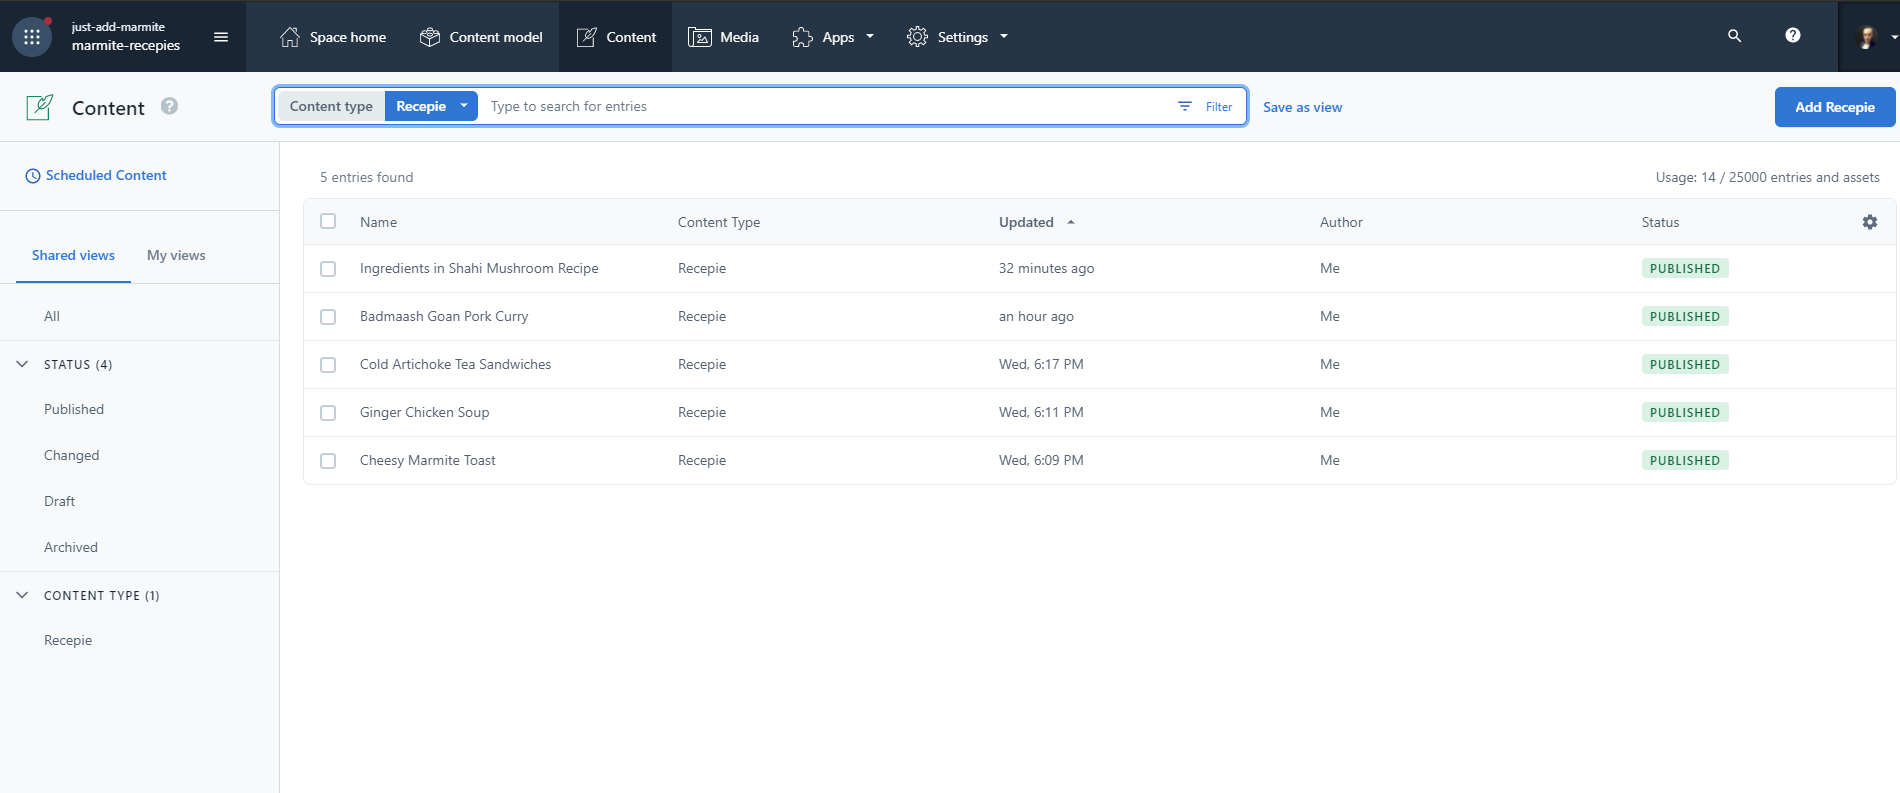 just-add-marmite
marmite-recepies
Space home
Content model
Content
Media
Apps
Settings
Content
Content type Recepie Type to search for entries Filter
Save as view
Add Recepie
Scheduled Content
Shared views My views
All
STATUS (4)
Published
Changed
Draft
Archived
CONTENT TYPE (1)
Recepie
5 entries found
Usage: 14 / 25000 entries and assets
Name Content Type Updated Author Status
Ingredients in Shahi Mushroom Recipe Recepie 32 minutes ago Me PUBLISHED
Badmaash Goan Pork Curry Recepie an hour ago Me PUBLISHED
Cold Artichoke Tea Sandwiches Recepie Wed, 6:17 PM Me PUBLISHED
Ginger Chicken Soup Recepie Wed, 6:11 PM Me PUBLISHED
Cheesy Marmite Toast Recepie Wed, 6:09 PM Me PUBLISHED